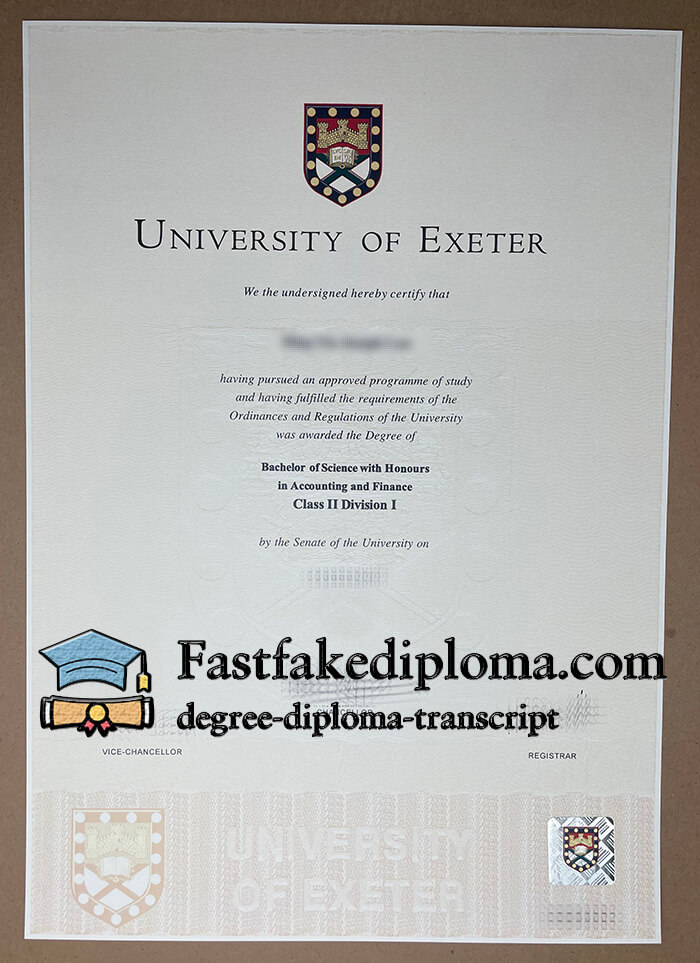 UNIVERSITY OF EXETER
We the undersigned hereby certify that
having pursued an approved programme of study
and having fulfilled the requirements of the
Ordinances and Regulations of the University
was awarded the Degree of
Bachelor of Science with Honours
in Accounting and Finance
Class II Division I
by the Senate of the University on
Fastfakediploma.com
CHANCELLOR
degree-diploma-transcript
VICE-CHANCELLOR
REGISTRAR
UNIVERSITY
OF EXETER